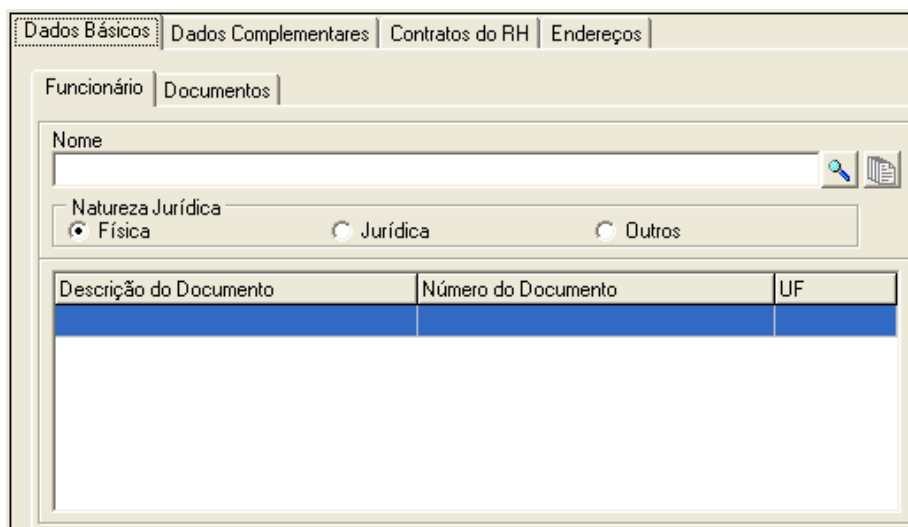 Dados Básicos Dados Complementares Contratos do RH Endereços
Funcionário Documentos
Nome
Natureza Jurídica
Física Jurídica Outros
Descrição do Documento Número do Documento UF